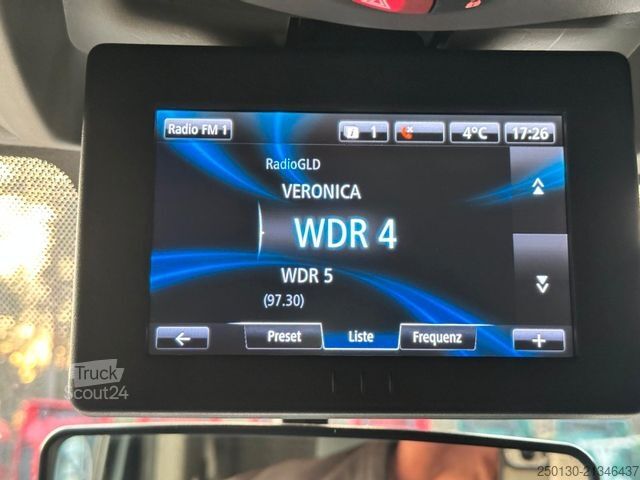 Radio FM 1
1
4°C
17:26
RadioGLD
VERONICA
WDR 4
WDR 5
(97.30)
Preset
Liste
Frequenz
Truck
Scout24
250130-21346437